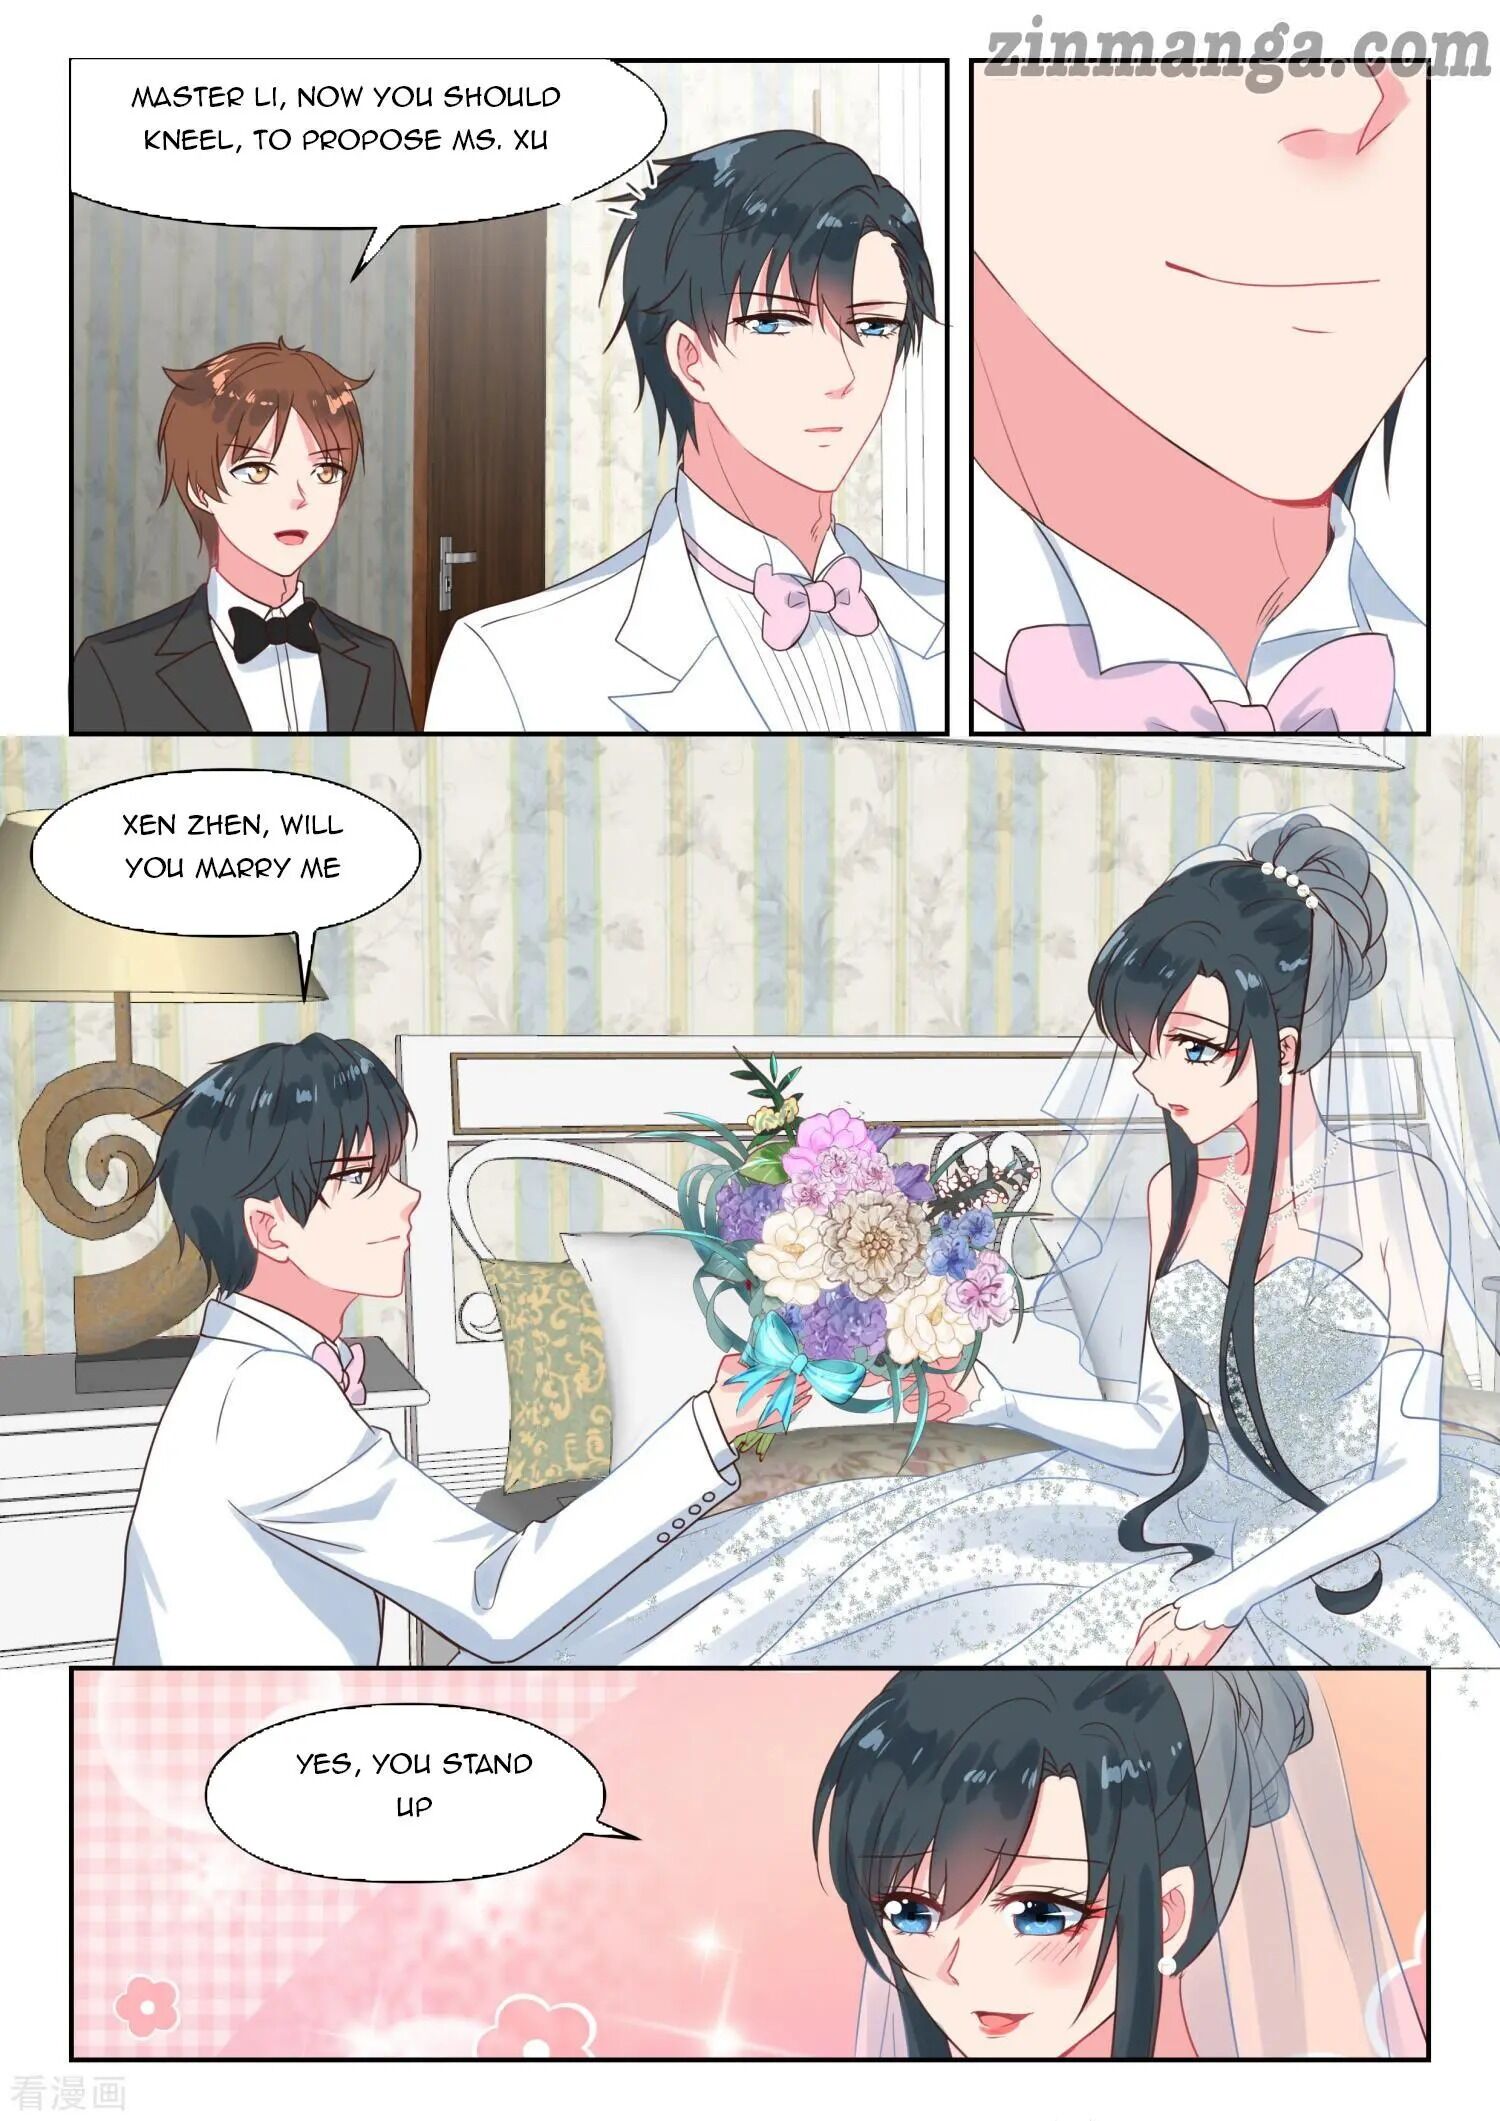 zinmanga.com
MASTER LI, NOW YOU SHOULD
KNEEL, TO PROPOSE MS. XU
XEN ZHEN, WILL
YOU MARRY ME
YES, YOU STAND
UP
看漫画